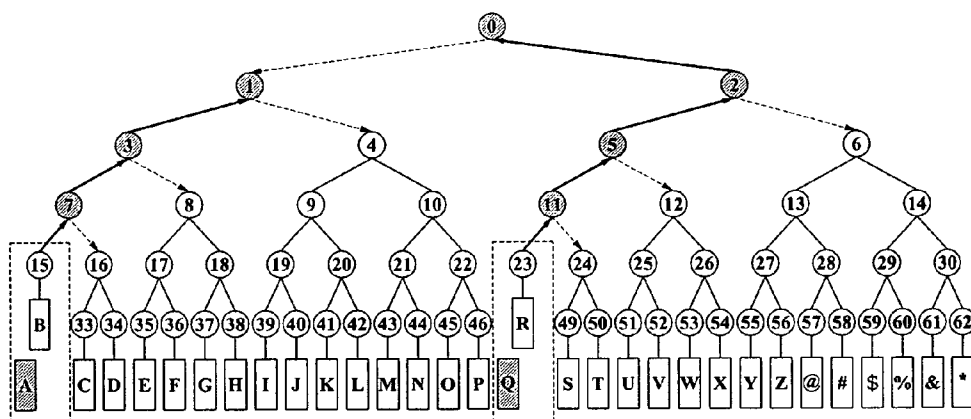 0
1 2
3 4 5 6
7 8 9 10 11 12 13 14
15 16 17 18 19 20 21 22 23 24 25 26 27 28 29 30
33 34 35 36 37 38 39 40 41 42 43 44 45 46 49 50 51 52 53 54 55 56 57 58 59 60 61 62
B R
A C D E F G H I J K L M N O P Q S T U V W X Y Z @ # $ % & *